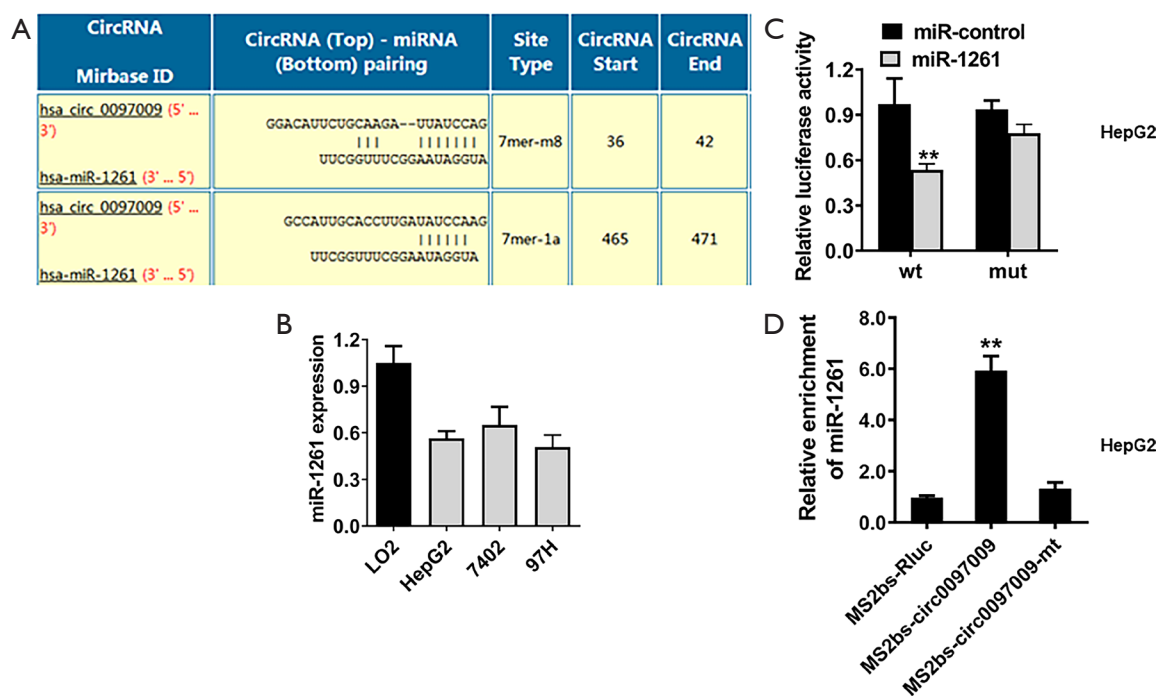 A
CircRNA
Mirbase ID
CircRNA (Top) - miRNA
(Bottom) pairing
Site
Type
CircRNA
Start
CircRNA
End
hsa_circ_0097009 (5' ...
3')
hsa-miR-1261 (3' ... 5')
GGACAUUCUGCAAGA--UUAUCCAG
||| |||||||
UUCGGUUUCGGAAUAGGUA
7mer-m8
36
42
hsa_circ_0097009 (5' ...
3')
hsa-miR-1261 (3' ... 5')
GCCAUUGCACCUUGAUAUCCAAG
||||||
UUCGGUUUCGGAAUAGGUA
7mer-1a
465
471
B
miR-1261 expression
1.2
0.9
0.6
0.3
0.0
LO2
HepG2
7402
97H
C
miR-control
miR-1261
Relative luciferase activity
1.2
0.9
0.6
0.3
0.0
**
wt
mut
HepG2
D
Relative enrichment
of miR-1261
8.0
6.0
4.0
2.0
0.0
**
MS2bs-Rluc
MS2bs-circ0097009
MS2bs-circ0097009-mt
HepG2